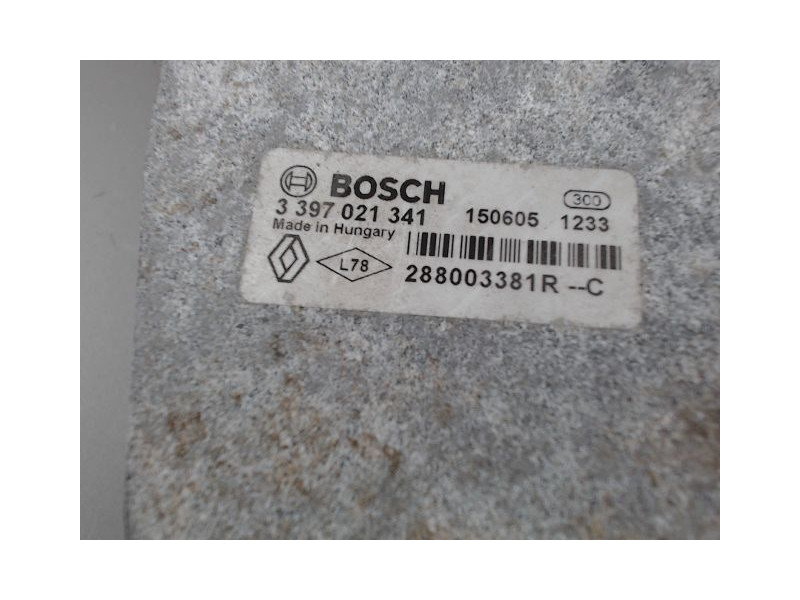 BOSCH
300
3 397 021 341 150605 1233
Made in Hungary
L78
288003381R --C